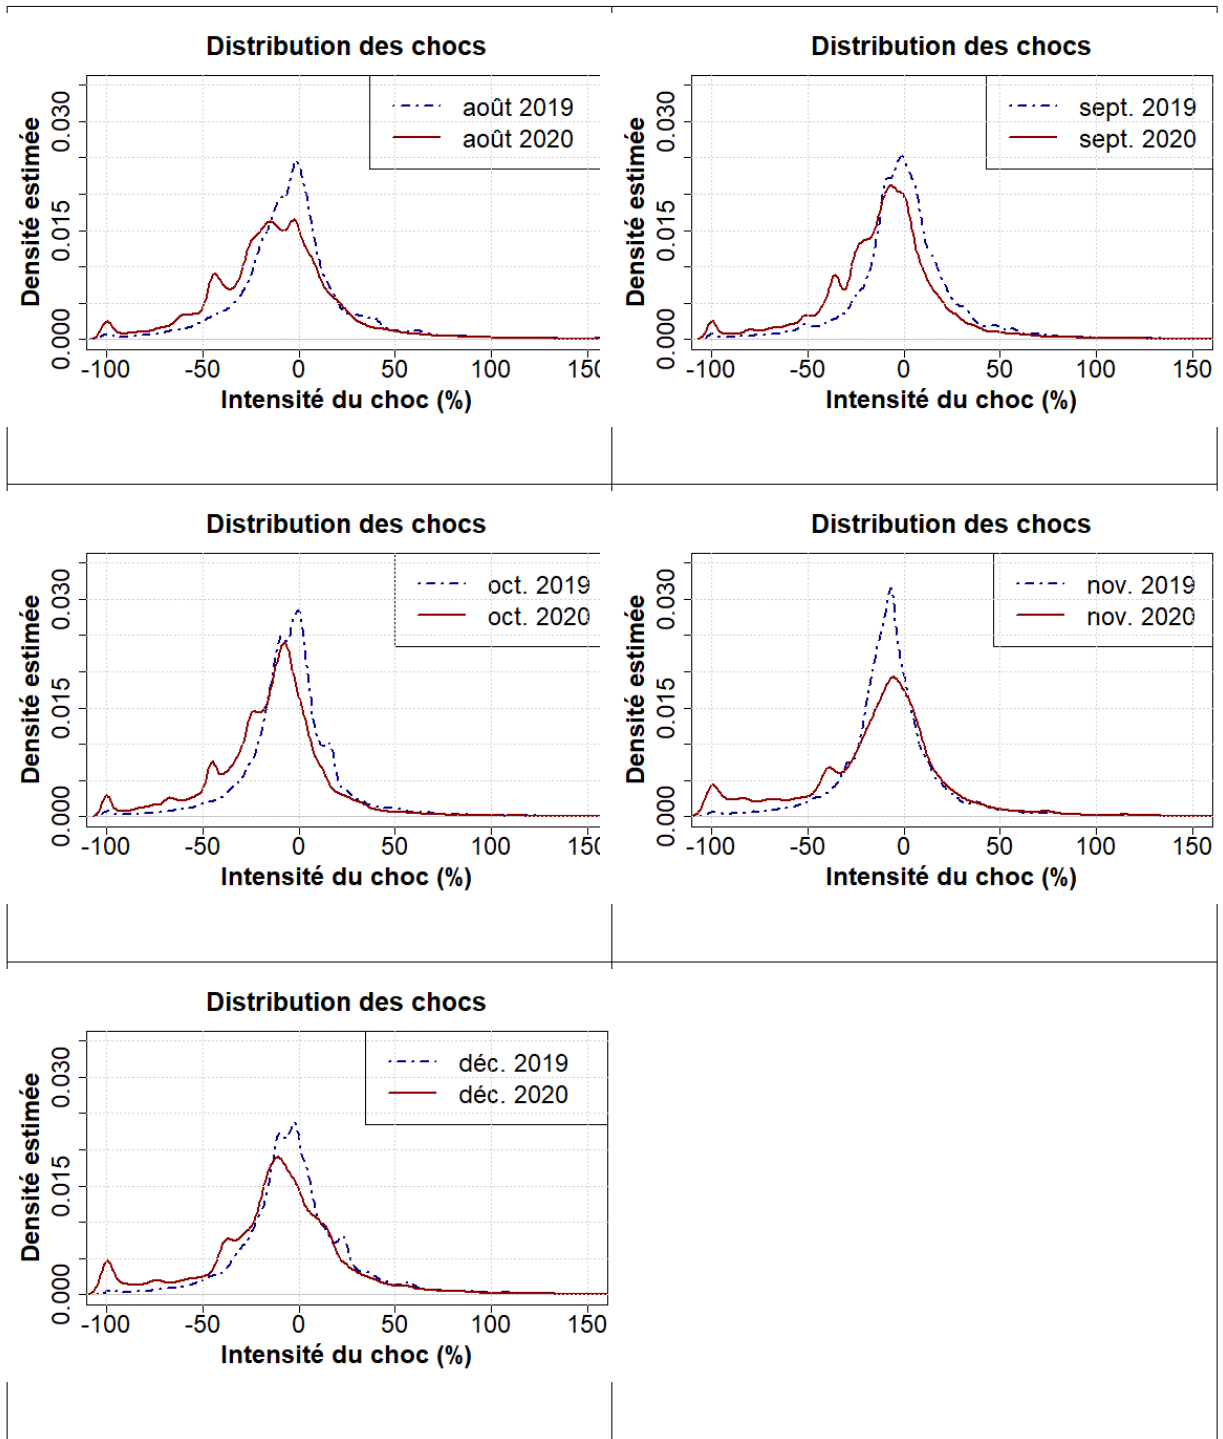 Distribution des chocs
Densité estimée
0.000 0.015 0.030
août 2019
août 2020
-100 -50 0 50 100 150
Intensité du choc (%)
Distribution des chocs
Densité estimée
0.000 0.015 0.030
sept. 2019
sept. 2020
-100 -50 0 50 100 150
Intensité du choc (%)
Distribution des chocs
Densité estimée
0.000 0.015 0.030
oct. 2019
oct. 2020
-100 -50 0 50 100 150
Intensité du choc (%)
Distribution des chocs
Densité estimée
0.000 0.015 0.030
nov. 2019
nov. 2020
-100 -50 0 50 100 150
Intensité du choc (%)
Distribution des chocs
Densité estimée
0.000 0.015 0.030
déc. 2019
déc. 2020
-100 -50 0 50 100 150
Intensité du choc (%)